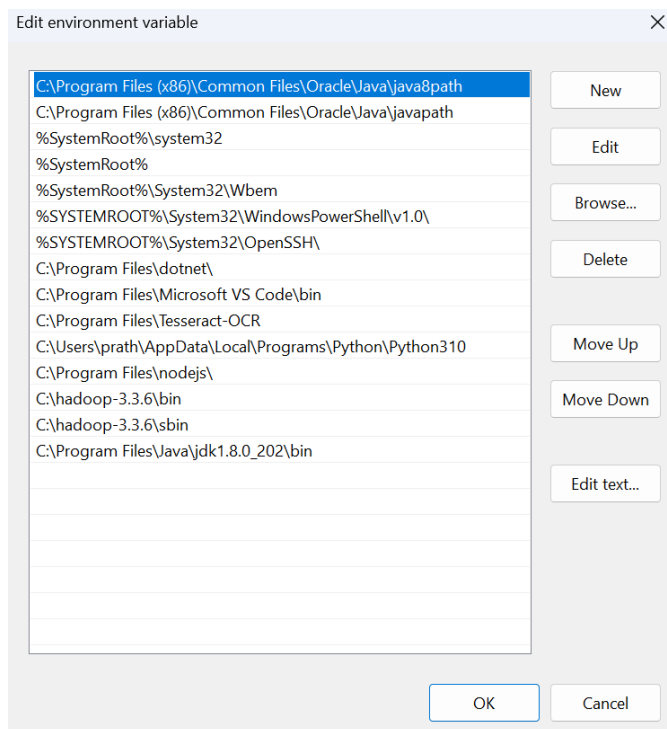 Edit environment variable
C:\Program Files (x86)\Common Files\Oracle\Java\java8path
C:\Program Files (x86)\Common Files\Oracle\Java\javapath
%SystemRoot%\system32
%SystemRoot%
%SystemRoot%\System32\Wbem
%SYSTEMROOT%\System32\WindowsPowerShell\v1.0\
%SYSTEMROOT%\System32\OpenSSH\
C:\Program Files\dotnet\
C:\Program Files\Microsoft VS Code\bin
C:\Program Files\Tesseract-OCR
C:\Users\prath\AppData\Local\Programs\Python\Python310
C:\Program Files\nodejs\
C:\hadoop-3.3.6\bin
C:\hadoop-3.3.6\sbin
C:\Program Files\Java\jdk1.8.0_202\bin
New
Edit
Browse...
Delete
Move Up
Move Down
Edit text...
OK
Cancel